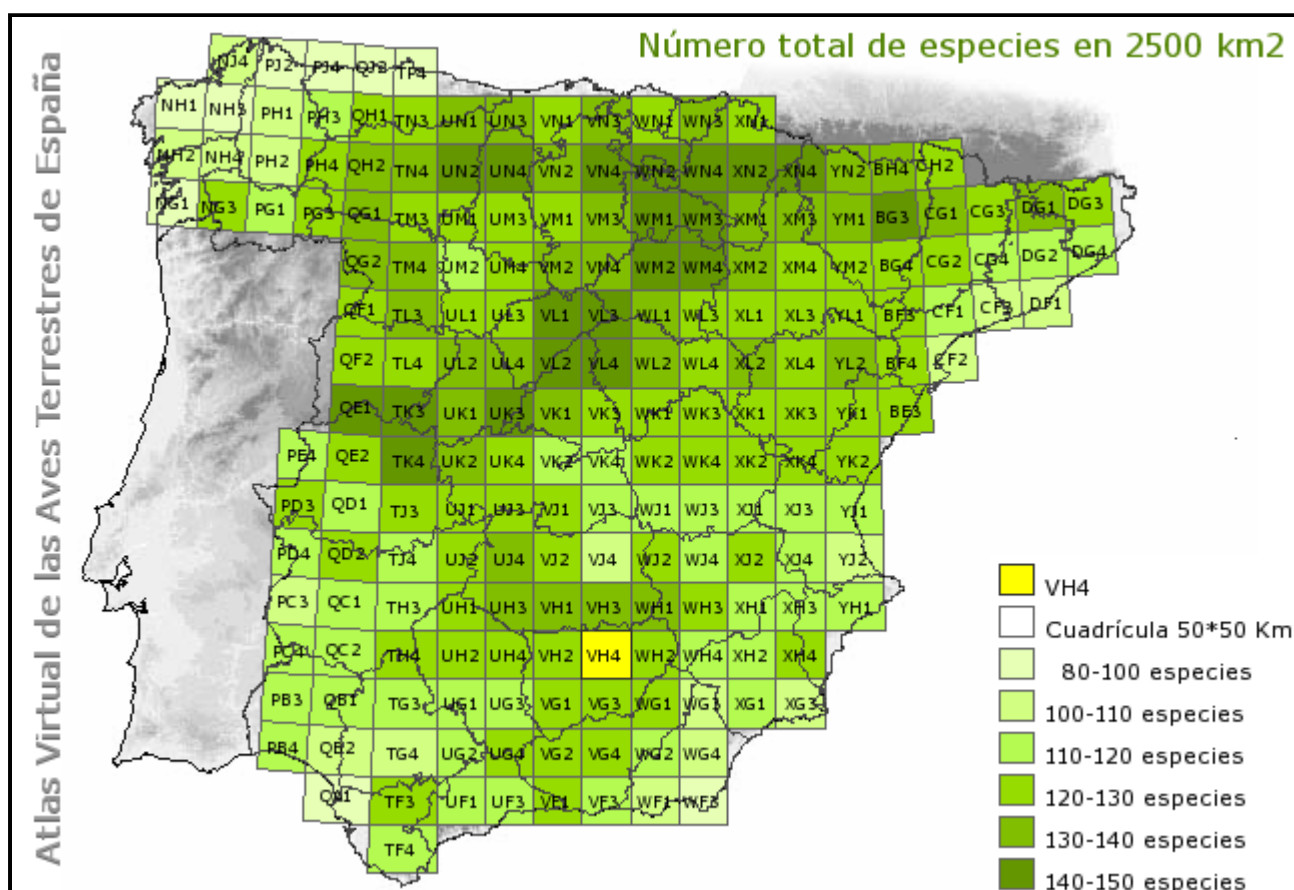 Número total de especies en 2500 km2
Atlas Virtual de las Aves Terrestres de España
NJ4 PJ2 PJ4 QJ2 TP4
NH1 NH3 PH1 PH3 QH1 TN3 UN1 UN3 VN1 VN3 WN1 WN3 XN1
NH2 NH4 PH2 PH4 QH2 TN4 UN2 UN4 VN2 VN4 WN2 WN4 XN2 XN4 YN2 BH4 CH2
NG1 NG3 PG1 PG3 QG1 TM3 UM1 UM3 VM1 VM3 WM1 WM3 XM1 XM3 YM1 BG3 CG1 CG3 DG1 DG3
QG2 TM4 UM2 UM4 VM2 VN4 WM2 WM4 XM2 XM4 YM2 BG4 CG2 CG4 DG2 DG4
QF1 TL3 UL1 UL3 VL1 VL3 WL1 WL3 XL1 XL3 YL1 BF3 CF1 CF3 DF1
QF2 TL4 UL2 UL4 VL2 VL4 WL2 WL4 XL2 XL4 YL2 BF4 CF2
QE1 TK3 UK1 UK3 VK1 VK3 WK1 WK3 XK1 XK3 YK1 BE3
PE4 QE2 TK4 UK2 UK4 VK2 VK4 WK2 WK4 XK2 XK4 YK2
PD3 QD1 TJ3 UJ1 UJ3 VJ1 VJ3 WJ1 WJ3 XJ1 XJ3 YJ1
PD4 QD2 TJ4 UJ2 UJ4 VJ2 VJ4 WJ2 WJ4 XJ2 XJ4 YJ2
PC3 QC1 TH3 UH1 UH3 VH1 VH3 WH1 WH3 XH1 XH3 YH1
PC4 QC2 TH4 UH2 UH4 VH2 VH4 WH2 WH4 XH2 XH4
PB3 QB1 TG3 UG1 UG3 VG1 VG3 WG1 WG3 XG1 XG3
PB4 QB2 TG4 UG2 UG4 VG2 VG4 WG2 WG4
TF3 UF1 UF3 VF1 VF3 WF1 WF3
TF4
VH4
Cuadrícula 50*50 Km
80-100 especies
100-110 especies
110-120 especies
120-130 especies
130-140 especies
140-150 especies